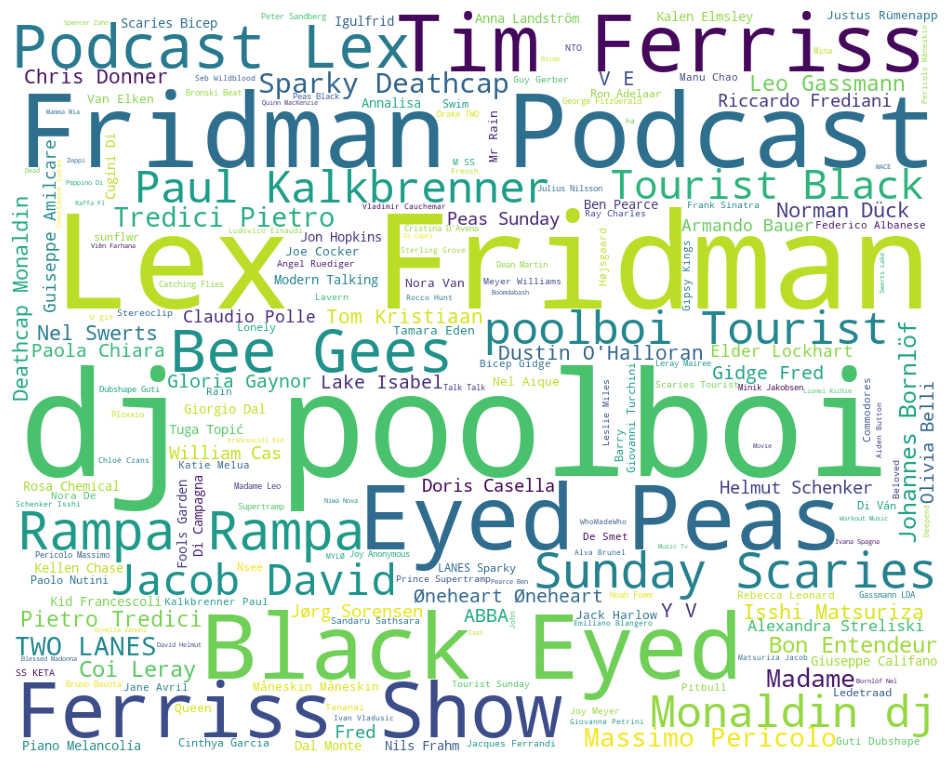 Spencer Zahn
Scaries Bicep
Peter Sandberg
Igulfrid
Podcast Lex
Tim Ferriss
Anna Landström
NTO
Kalen Elmsley
Mina
Justus Rümenapp
Pericolo Måneskin
Chris Donner
Seb Wildblood
Bronski Beat
Sparky Deathcap
Bicep
Guy Gerber
V E
Manu Chao
Leo Gassmann
Van Elken
Quinn MacKenzie
Peas Black
Annalisa
Swim
Drake TWO
George FitzGerald
Ron Adelaar
Riccardo Frediani
Mamma Mia
Fridman Podcast
Mr Rain
ha
Dead
Zeppi
Cugini Di
M SS
French
MACE
Peppino Di
Paul Kalkbrenner
Julius Nilsson
Tourist Black
Guiseppe Amilcare
Raffa Fl
Vladimir Cauchemar
Ben Pearce
Ray Charles
Frank Sinatra
Norman Dück
Tredici Pietro
Peas Sunday
Armando Bauer
Federico Albanese
Deathcap Monaldin
sunflwr
Ludovico Einaudi
Jon Hopkins
Cristina D'Avena
Viên Farhana
Joe Cocker
Sterling Grove
Højsgaard
Gipsy Kings
Swerts Lake
Lex Fridman
Angel Ruediger
Dean Martin
Catching Flies
Modern Talking
Nora Van
Meyer Williams
Boomdabash
Lavern
Rocco Hunt
U gin
Stereoclip
Claudio Polle
Tom Kristiaan
Nel Swerts
Lonely
Tamara Eden
poolboi Tourist
Paola Chiara
Bee Gees
Dustin O'Halloran
Elder Lockhart
Bicep Gidge
Leray Mairee
Gidge Fred
Dubshape Guti
Gloria Gaynor
Rain
Lake Isabel
Talk Talk
Nel Aique
Leslie Miles
Giovanni Turchini
Scaries Tourist
Minik Jakobsen
Lionel Richie
Johannes Bornlöf
Olivia Belli
Ploxxio
Giorgio Dal
Barry
Commodores
Aiden Button
Tuga Topić
dj poolboi
Francescoli Kid
Movie
Chloé Czans
William Cas
Katie Melua
Rosa Chemical
Nora De
Madame Leo
Doris Casella
Helmut Schenker
Beloved
Schenker Isshi
Fools Garden
Di Campagna
Supertramp
Nima Nova
Di Ván
Workout Music
Deepend
Rampa Rampa
Eyed Peas
WhoMadeWho
De Smet
Music Tv
Ivana Spagna
Pericolo Massimo
MYLØ
Joy Anonymous
Alva Brunel
Kellen Chase
Paolo Nutini
Nsee
LANES Sparky
Sunday Scaries
Jacob David
Prince Supertramp
Pearce Ben
Gassmann LDA
Kid Francescoli
Kalkbrenner Paul
Øneheart Øneheart
Noah Foem
Rebecca Leonard
Pietro Tredici
Jørg Sorensen
Sandaru Sathsara
ABBA
John
Jack Harlow
Emiliano Blangero
Y V
Isshi Matsuriza
Alexandra Streliski
Ornella Vanoni
TWO LANES
David Helmut
Black Eyed
Cast
Bon Entendeur
Blessed Madonna
Matsuriza Jacob
Giuseppe Califano
SS KETA
Coi Leray
Madame
Bornlöf Nel
Bruno Bavota
Jane Avril
Måneskin Måneskin
Tourist Sunday
Pitbull
Ledetraad
Ferriss Show
Queen
Tananai
Joy Meyer
Monaldin dj
Ivan Vladusic
Giovanna Petrini
Fred
Piano Melancolía
Cinthya Garcia
Dal Monte
Nils Frahm
Jacques Ferrandi
Massimo Pericolo
Guti Dubshape